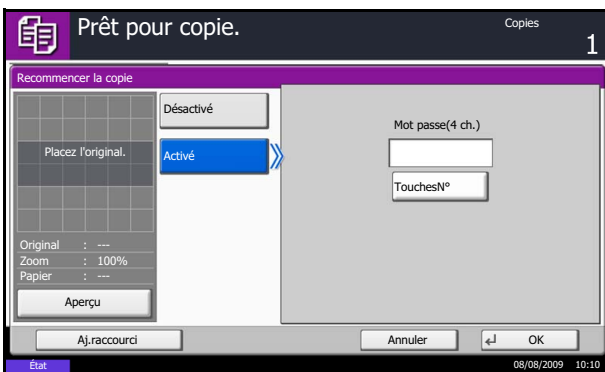 Prêt pour copie.
Copies
1
Recommencer la copie
Placez l'original.
Original : ---
Zoom : 100%
Papier : ---
Aperçu
Désactivé
Activé
Mot passe(4 ch.)
TouchesN°
Aj.raccourci
Annuler
OK
État
08/08/2009 10:10